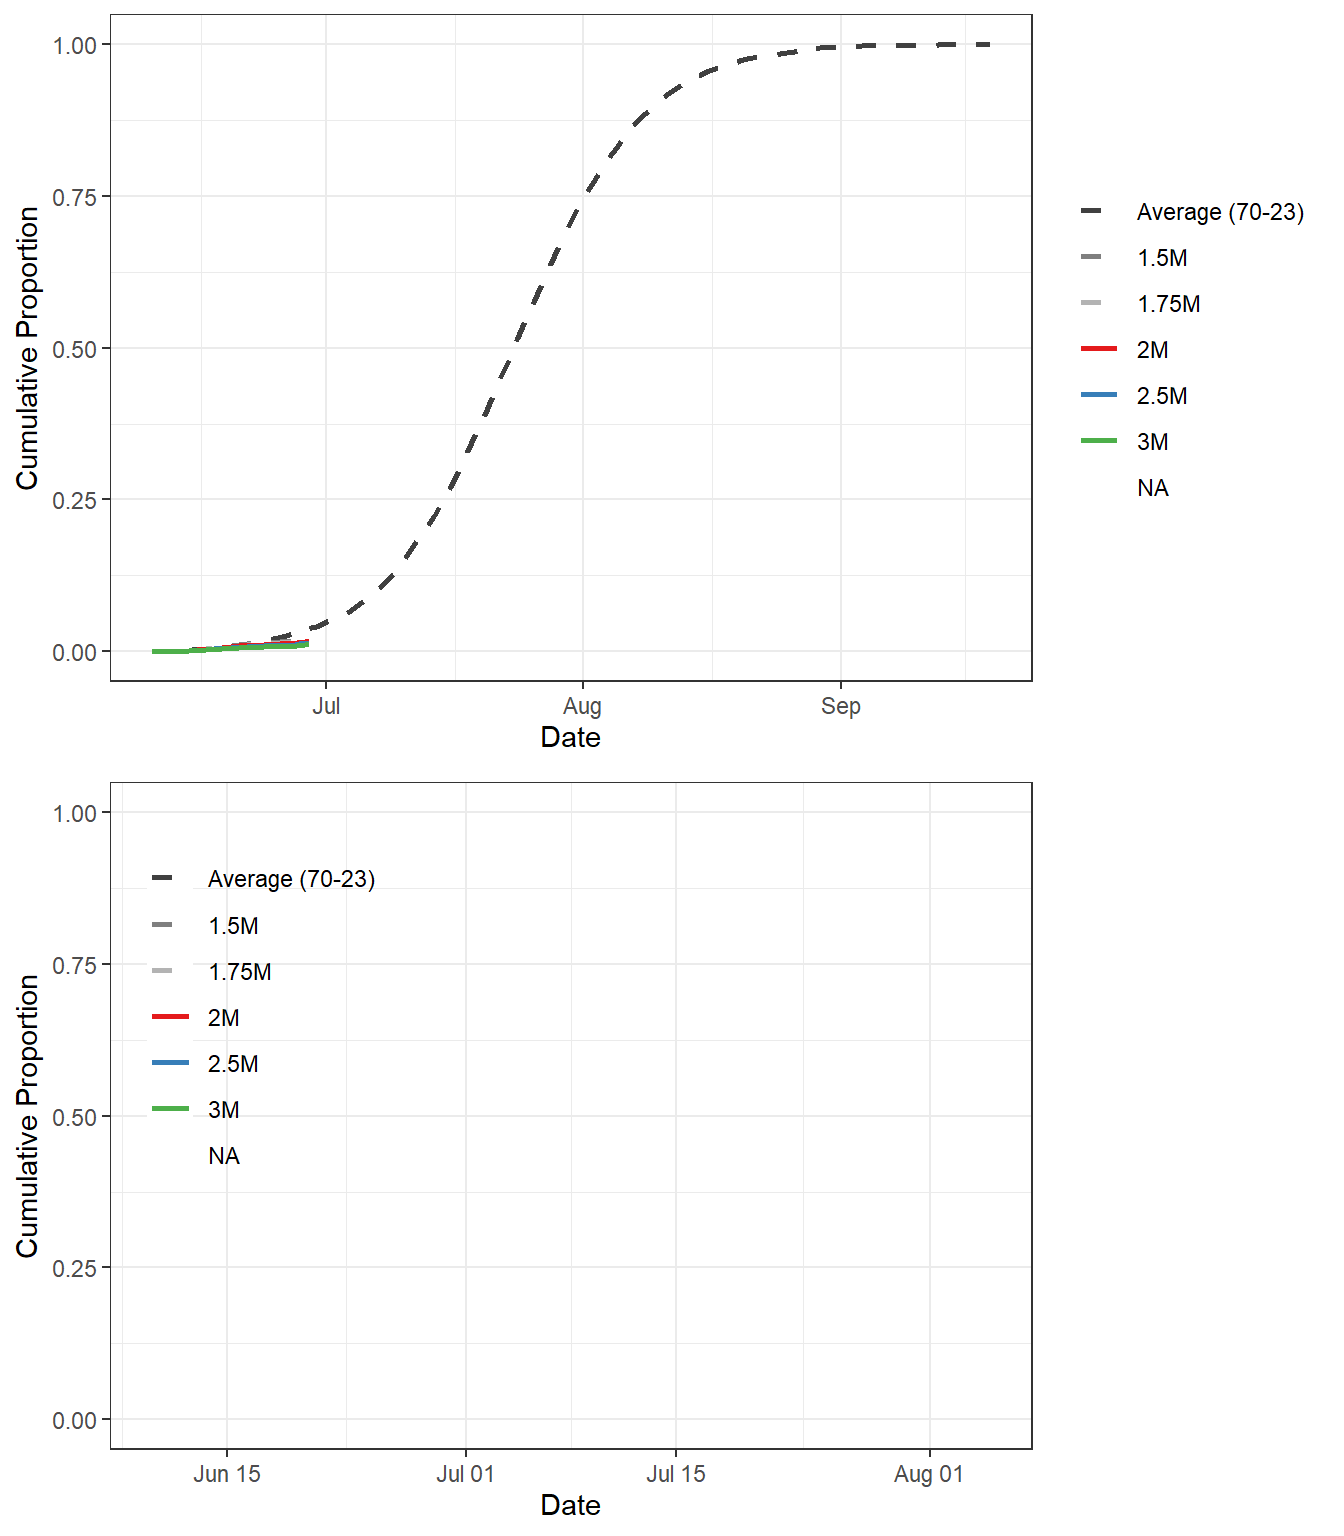 1.00
0.75
0.50
0.25
0.00
Cumulative Proportion
Jul Aug Sep
Date
Average (70-23)
1.5M
1.75M
2M
2.5M
3M
NA
1.00
0.75
0.50
0.25
0.00
Cumulative Proportion
Average (70-23)
1.5M
1.75M
2M
2.5M
3M
NA
Jun 15 Jul 01 Jul 15 Aug 01
Date